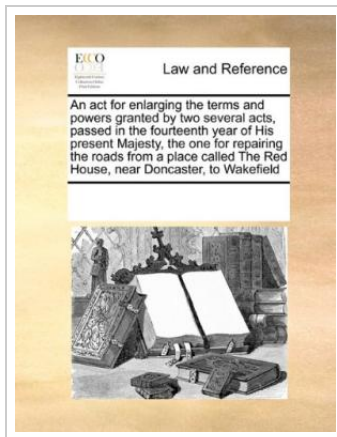 ECCO
Law and Reference
An act for enlarging the terms and
powers granted by two several acts,
passed in the fourteenth year of His
present Majesty, the one for repairing
the roads from a place called The Red
House, near Doncaster, to Wakefield